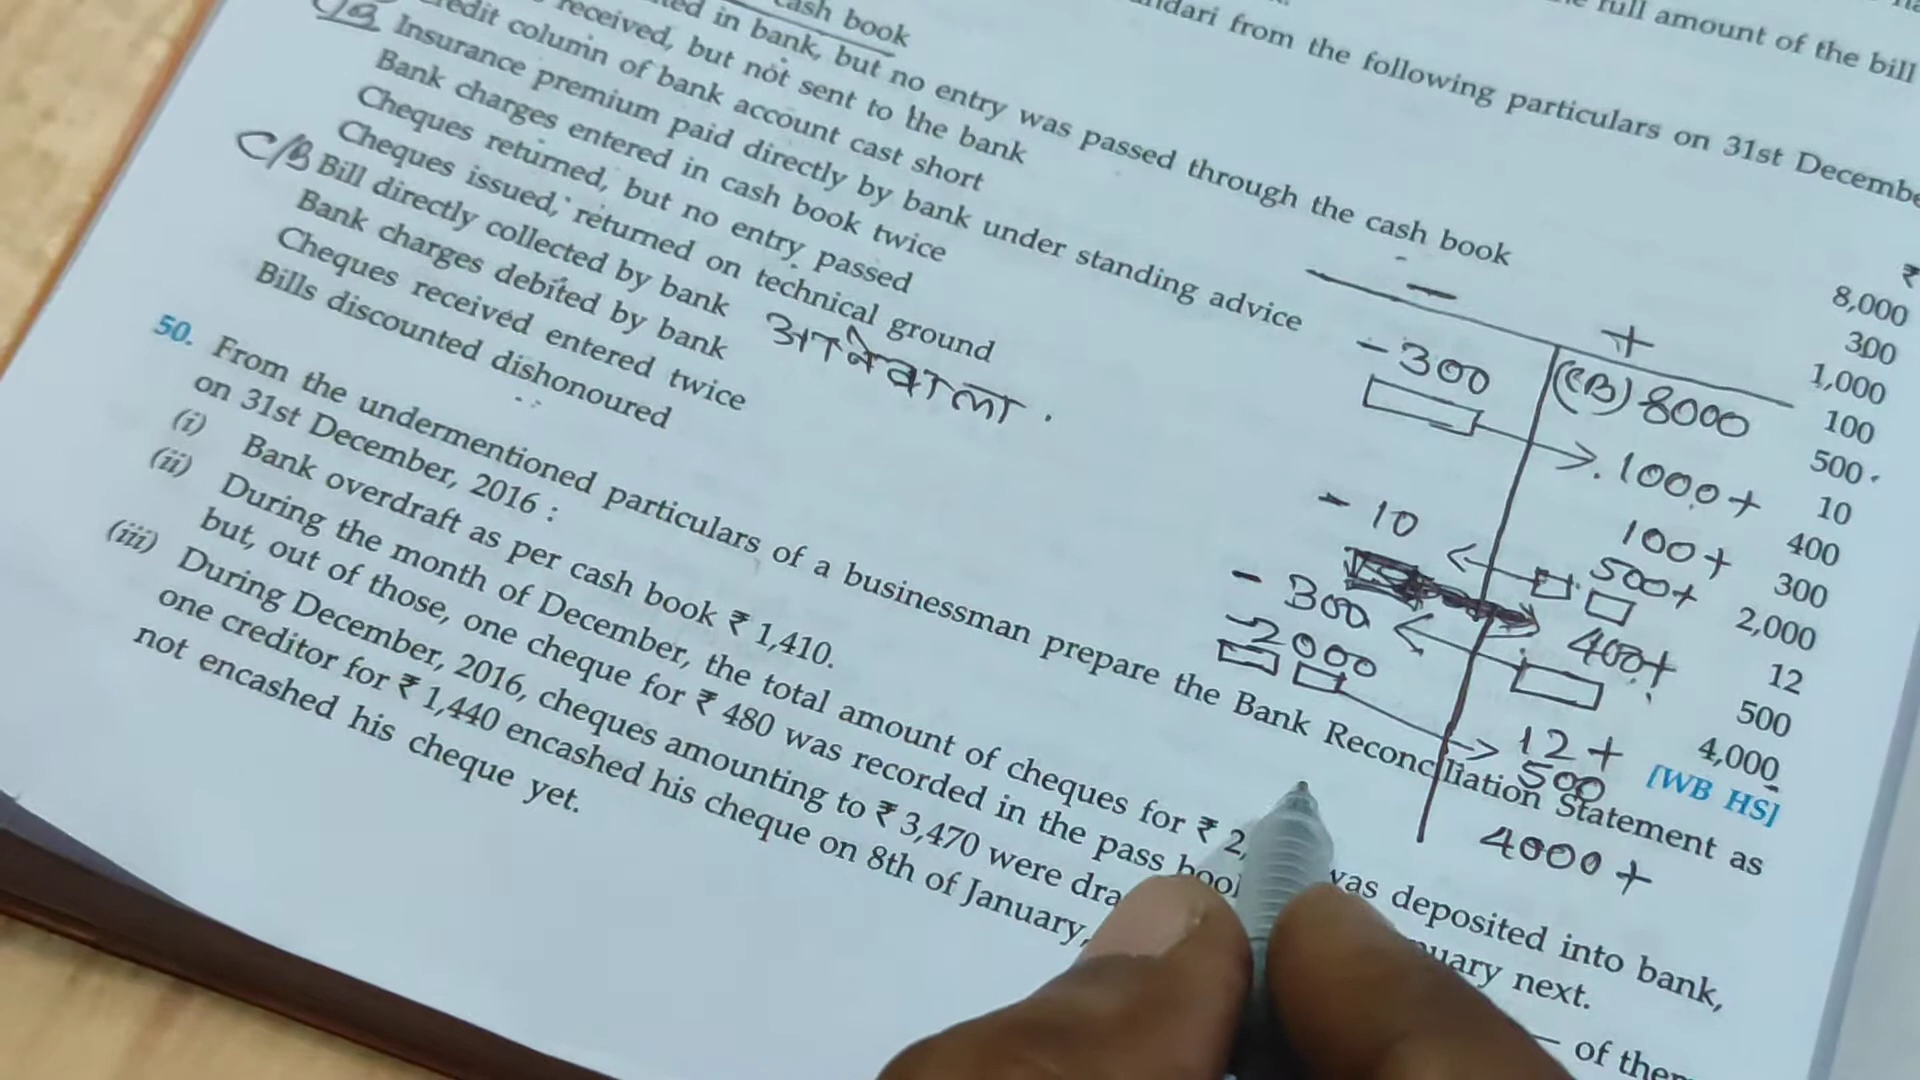 full amount of the bill
from the following particulars on 31st Decembe
cash book
in bank, but no entry was passed through the cash book
received, but not sent to the bank
credit column of bank account cast short
Insurance premium paid directly by bank under standing advice
Bank charges entered in cash book twice
Cheques returned, but no entry passed
Cheques issued, returned on technical ground
C/B Bill directly collected by bank
Bank charges debited by bank
Cheques received entered twice
Bills discounted dishonoured
आनेवाला .
₹
8,000
300
1,000
100
500
10
400
300
2,000
12
500
4,000
[WB HS]
- +
- 300 (CB) 8000
1000+
- 10 100+
500+
- 300 400+
- 2000
12+
500
4000+
50. From the undermentioned particulars of a businessman prepare the Bank Reconciliation Statement as
on 31st December, 2016 :
(i) Bank overdraft as per cash book ₹ 1,410.
(ii) During the month of December, the total amount of cheques for ₹ 2, was deposited into bank,
but, out of those, one cheque for ₹ 480 was recorded in the pass next.
(iii) During December, 2016, cheques amounting to ₹ 3,470 were of
one creditor for ₹ 1,440 encashed his cheque on 8th of January,
not encashed his cheque yet.